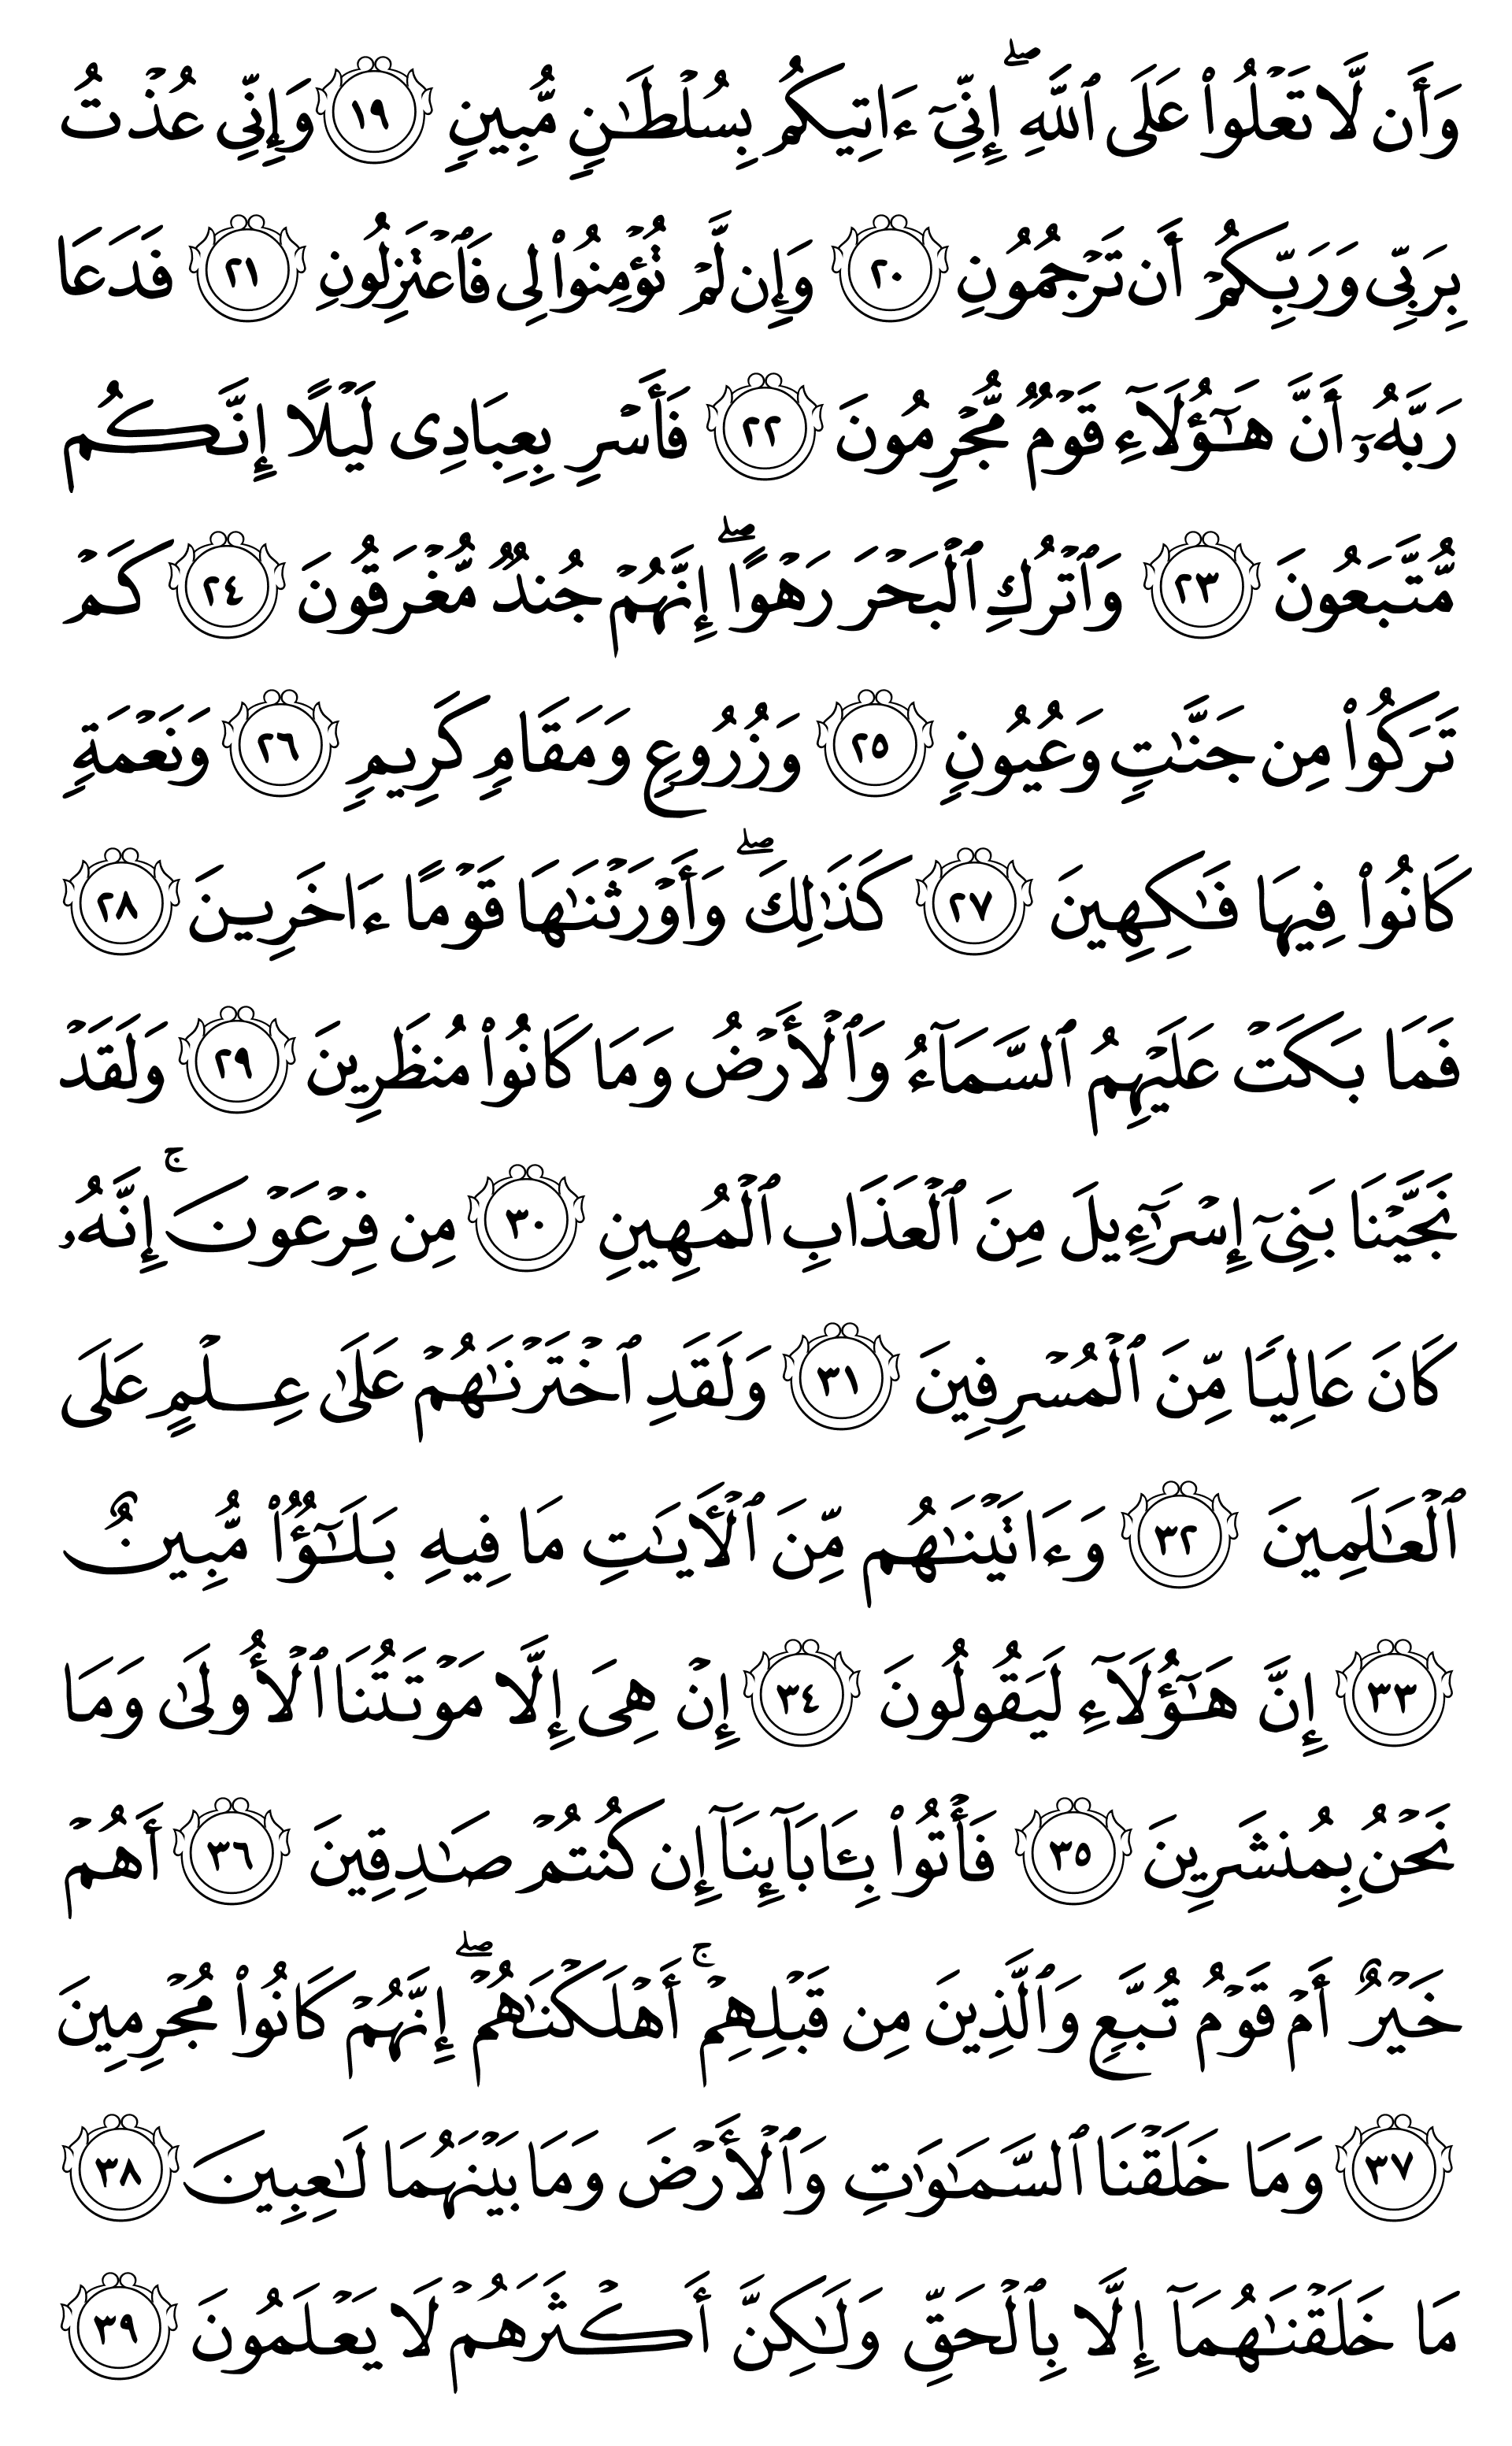 وَأَن لَّا تَعْلُوا۟ عَلَى ٱللَّهِ ۖ إِنِّىٓ ءَاتِيكُم بِسُلْطَٰنٍ مُّبِينٍ ١٩ وَإِنِّى عُذْتُ
بِرَبِّى وَرَبِّكُمْ أَن تَرْجُمُونِ ٢٠ وَإِن لَّمْ تُؤْمِنُوا۟ لِى فَٱعْتَزِلُونِ ٢١ فَدَعَا
رَبَّهُۥٓ أَنَّ هَٰٓؤُلَآءِ قَوْمٌ مُّجْرِمُونَ ٢٢ فَأَسْرِ بِعِبَادِى لَيْلًا إِنَّكُم
مُّتَّبَعُونَ ٢٣ وَٱتْرُكِ ٱلْبَحْرَ رَهْوًا ۖ إِنَّهُمْ جُندٌ مُّغْرَقُونَ ٢٤ كَمْ
تَرَكُوا۟ مِن جَنَّٰتٍ وَعُيُونٍ ٢٥ وَزُرُوعٍ وَمَقَامٍ كَرِيمٍ ٢٦ وَنَعْمَةٍ
كَانُوا۟ فِيهَا فَٰكِهِينَ ٢٧ كَذَٰلِكَ ۖ وَأَوْرَثْنَٰهَا قَوْمًا ءَاخَرِينَ ٢٨
فَمَا بَكَتْ عَلَيْهِمُ ٱلسَّمَآءُ وَٱلْأَرْضُ وَمَا كَانُوا۟ مُنظَرِينَ ٢٩ وَلَقَدْ
نَجَّيْنَا بَنِىٓ إِسْرَٰٓءِيلَ مِنَ ٱلْعَذَابِ ٱلْمُهِينِ ٣٠ مِن فِرْعَوْنَ ۚ إِنَّهُۥ
كَانَ عَالِيًا مِّنَ ٱلْمُسْرِفِينَ ٣١ وَلَقَدِ ٱخْتَرْنَٰهُمْ عَلَىٰ عِلْمٍ عَلَى
ٱلْعَٰلَمِينَ ٣٢ وَءَاتَيْنَٰهُم مِّنَ ٱلْأَيَٰتِ مَا فِيهِ بَلَٰٓؤٌا۟ مُّبِينٌ
٣٣ إِنَّ هَٰٓؤُلَآءِ لَيَقُولُونَ ٣٤ إِنْ هِىَ إِلَّا مَوْتَتُنَا ٱلْأُولَىٰ وَمَا
نَحْنُ بِمُنشَرِينَ ٣٥ فَأْتُوا۟ بِـَٔابَآئِنَآ إِن كُنتُمْ صَٰدِقِينَ ٣٦ أَهُمْ
خَيْرٌ أَمْ قَوْمُ تُبَّعٍ وَٱلَّذِينَ مِن قَبْلِهِمْ ۚ أَهْلَكْنَٰهُمْ ۖ إِنَّهُمْ كَانُوا۟ مُجْرِمِينَ
٣٧ وَمَا خَلَقْنَا ٱلسَّمَٰوَٰتِ وَٱلْأَرْضَ وَمَا بَيْنَهُمَا لَٰعِبِينَ ٣٨
مَا خَلَقْنَٰهُمَآ إِلَّا بِٱلْحَقِّ وَلَٰكِنَّ أَكْثَرَهُمْ لَا يَعْلَمُونَ ٣٩